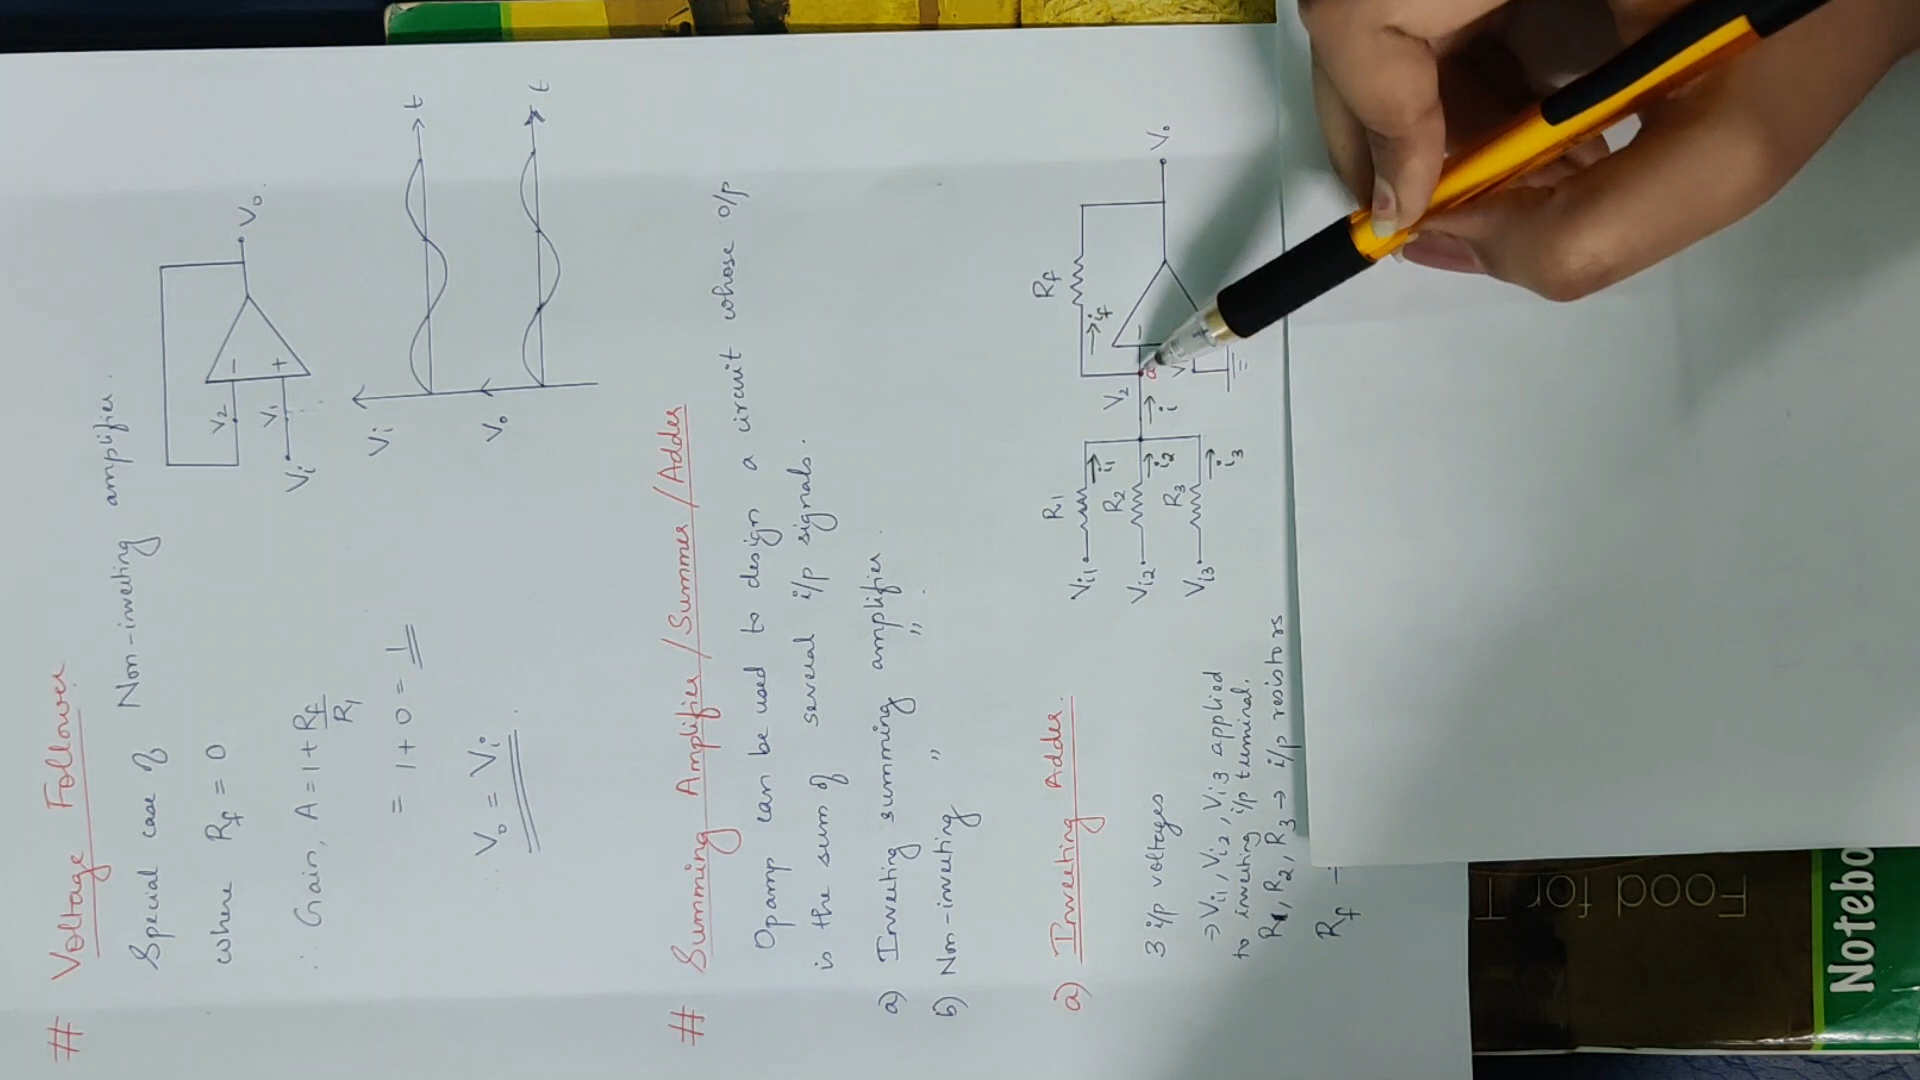 # Voltage Follower
Special case of Non-inverting amplifier.
where Rf = 0
∴ Gain, A = 1 + Rf/R1
= 1 + 0 = 1
V0 = Vi
V2
V1
Vi
−
+
V0
Vi
t
V0
t
# Summing Amplifier / Summer / Adder
Opamp can be used to design a circuit whose o/p
is the sum of several i/p signals.
a) Inverting summing amplifier.
b) Non-inverting " "
a) Inverting Adder.
3 i/p voltages
→ Vi1, Vi2, Vi3 applied
to inverting i/p terminal.
R1, R2, R3 → i/p resistors
Rf
Vi1
R1
i1
Vi2
R2
i2
Vi3
R3
i3
V2
i
a
Rf
if
−
+
V0
Food for T
Notebo